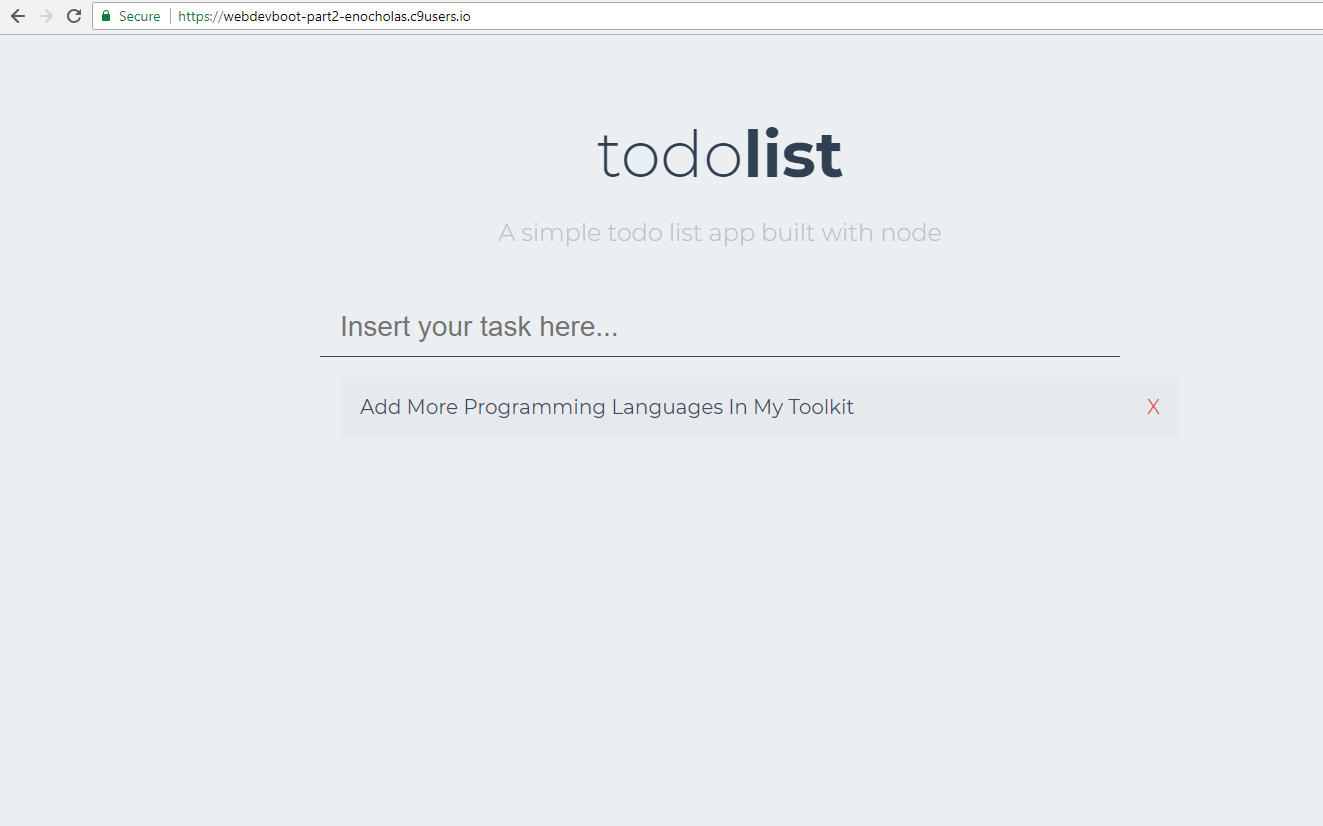 Secure https://webdevboot-part2-enocholas.c9users.io
todolist
A simple todo list app built with node
Insert your task here...
Add More Programming Languages In My Toolkit X